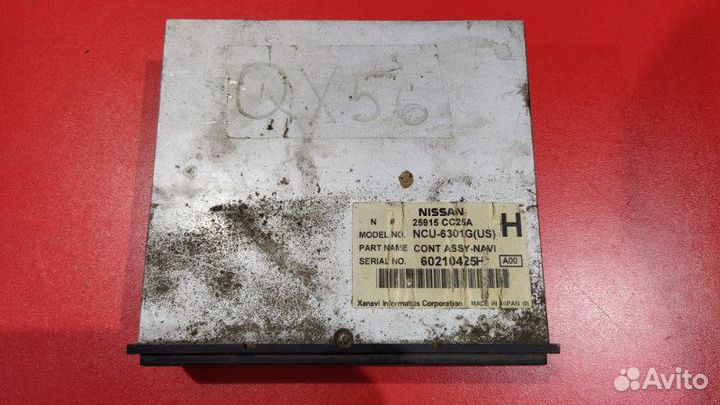 QX56
NISSAN
N # 25915 CC25A
H
MODEL NO. NCU-6301G(US)
PART NAME CONT ASSY-NAVI
SERIAL NO. 60210425H
A00
Xanavi Informatics Corporation MADE IN JAPAN
Avito